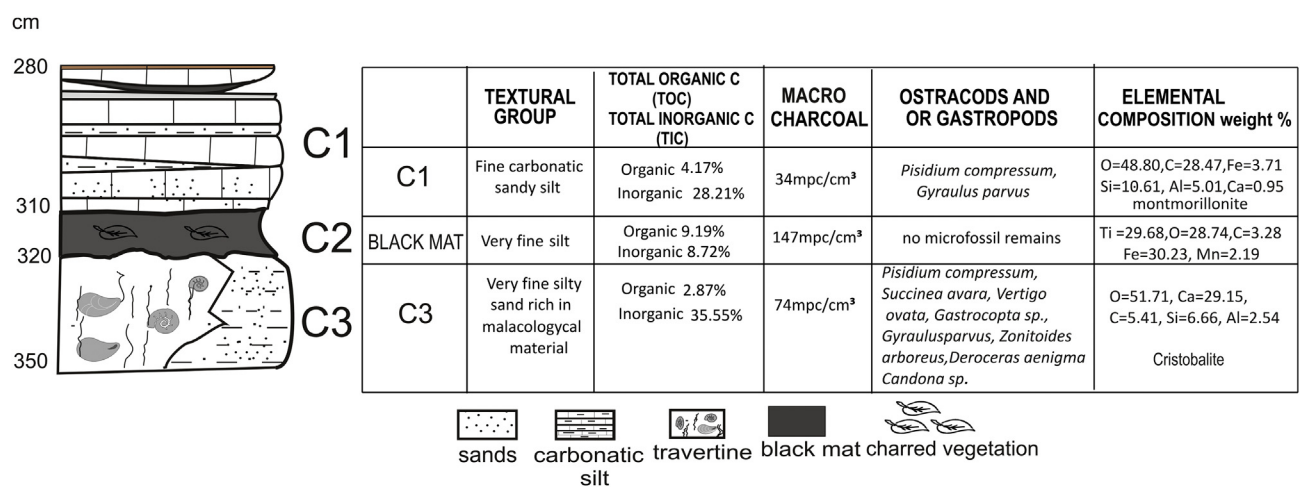 cm
280
310
320
350
C1
C2
C3
TEXTURAL
GROUP
TOTAL ORGANIC C
(TOC)
TOTAL INORGANIC C
(TIC)
MACRO
CHARCOAL
OSTRACODS AND
OR GASTROPODS
ELEMENTAL
COMPOSITION weight %
C1
Fine carbonatic
sandy silt
Organic 4.17%
Inorganic 28.21%
34mpc/cm³
Pisidium compressum,
Gyraulus parvus
O=48.80,C=28.47,Fe=3.71
Si=10.61, Al=5.01,Ca=0.95
montmorillonite
BLACK MAT
Very fine silt
Organic 9.19%
Inorganic 8.72%
147mpc/cm³
no microfossil remains
Ti =29.68,O=28.74,C=3.28
Fe=30.23, Mn=2.19
C3
Very fine silty
sand rich in
malacologycal
material
Organic 2.87%
Inorganic 35.55%
74mpc/cm³
Pisidium compressum,
Succinea avara, Vertigo
ovata, Gastrocopta sp.,
Gyraulusparvus, Zonitoides
arboreus,Deroceras aenigma
Candona sp.
O=51.71, Ca=29.15,
C=5.41, Si=6.66, Al=2.54
Cristobalite
sands
carbonatic
silt
travertine
black mat
charred vegetation